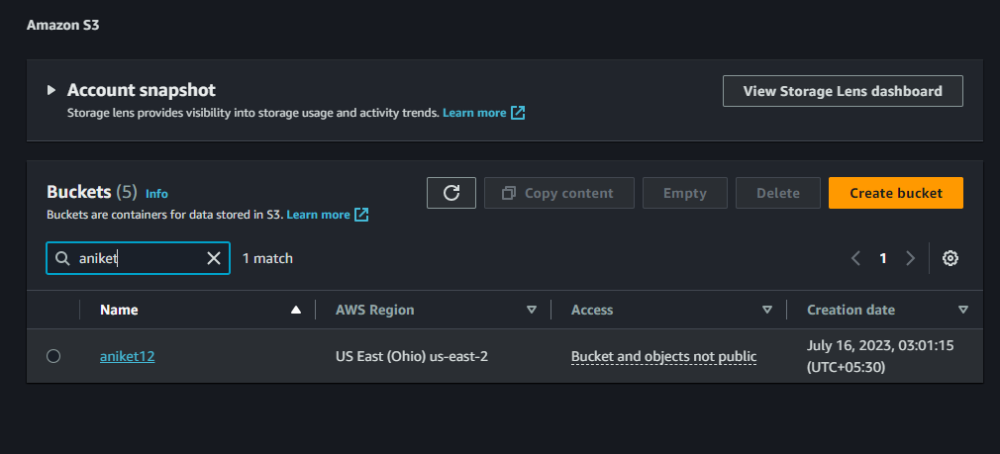 Amazon S3
Account snapshot
Storage lens provides visibility into storage usage and activity trends. Learn more
View Storage Lens dashboard
Buckets (5) Info
Buckets are containers for data stored in S3. Learn more
Copy content
Empty
Delete
Create bucket
aniket
1 match
1
Name AWS Region Access Creation date
aniket12 US East (Ohio) us-east-2 Bucket and objects not public July 16, 2023, 03:01:15
(UTC+05:30)